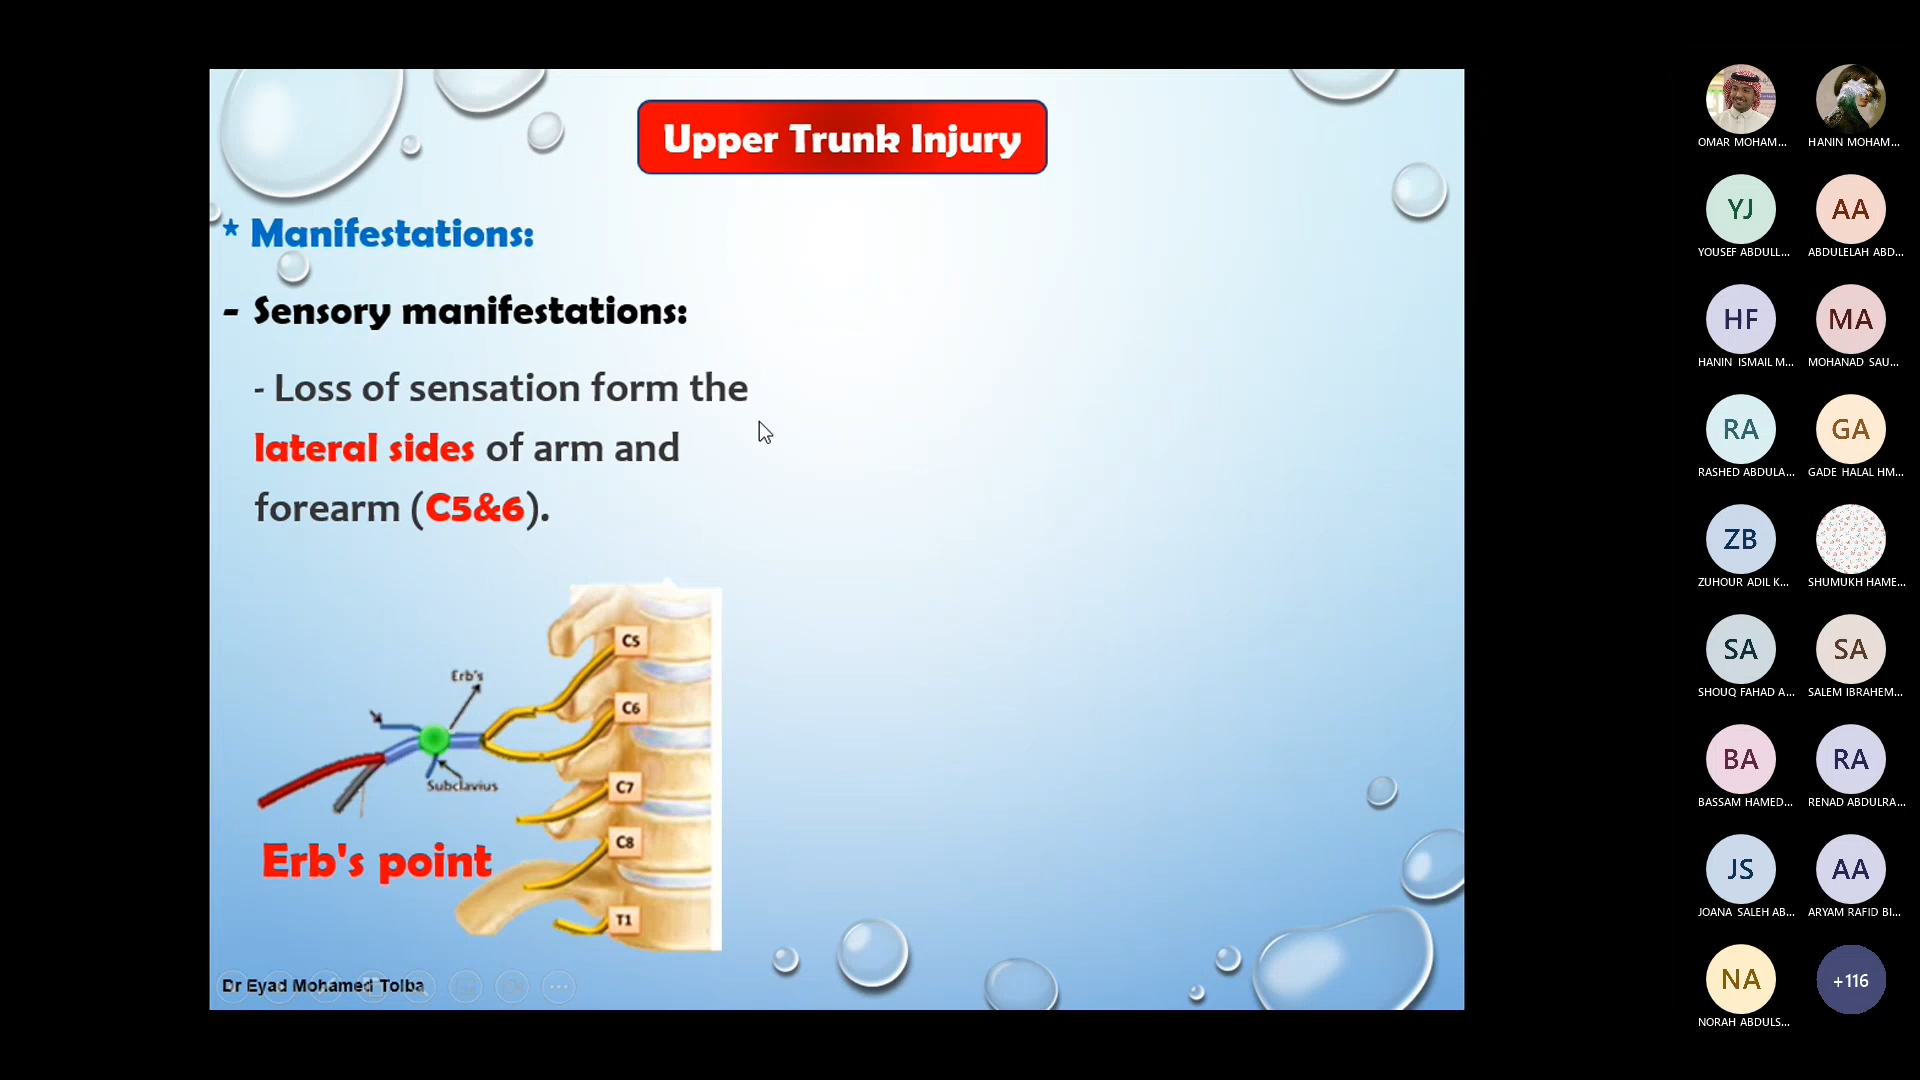 Upper Trunk Injury
* Manifestations:
- Sensory manifestations:
- Loss of sensation form the
lateral sides of arm and
forearm (C5&6).
C5
Erb's
C6
C7
Subclavius
C8
Erb's point
T1
Dr Eyad Mohamed Tolba
OMAR MOHAM...
HANIN MOHAM...
YJ
AA
YOUSEF ABDULL...
ABDULELAH ABD...
HF
MA
HANIN ISMAIL M...
MOHANAD SAU...
RA
GA
RASHED ABDULA...
GADE HALAL HM...
ZB
ZUHOUR ADIL K...
SHUMUKH HAME...
SA
SA
SHOUQ FAHAD A...
SALEM IBRAHEM...
BA
RA
BASSAM HAMED...
RENAD ABDULRA...
JS
AA
JOANA SALEH AB...
ARYAM RAFID BI...
NA
+116
NORAH ABDULS...